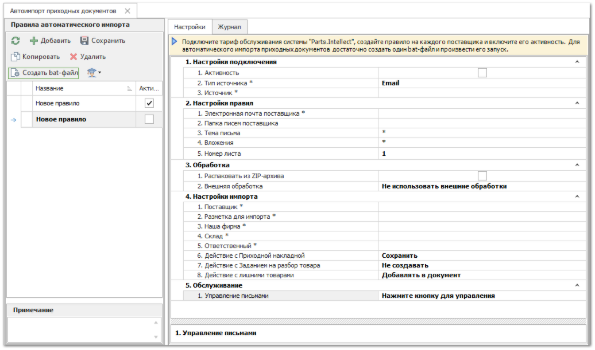 Автоимпорт приходных документов
Правила автоматического импорта
Добавить Сохранить
Копировать Удалить
Создать bat-файл
Название Акти...
Новое правило
Новое правило
Примечание
Настройки Журнал
Подключите тариф обслуживания системы "Parts.Intellect", создайте правило на каждого поставщика и включите его активность. Для
автоматического импорта приходных документов достаточно создать один bat-файл и произвести его запуск.
1. Настройки подключения
1. Активность
2. Тип источника * Email
3. Источник *
2. Настройки правил
1. Электронная почта поставщика *
2. Папка писем поставщика
3. Тема письма *
4. Вложения *
5. Номер листа 1
3. Обработка
1. Распаковать из ZIP-архива
2. Внешняя обработка Не использовать внешние обработки
4. Настройки импорта
1. Поставщик *
2. Разметка для импорта *
3. Наша фирма *
4. Склад *
5. Ответственный *
6. Действие с Приходной накладной Сохранить
7. Действие с Заданием на разбор товара Не создавать
8. Действие с лишними товарами Добавлять в документ
5. Обслуживание
1. Управление письмами Нажмите кнопку для управления
1. Управление письмами